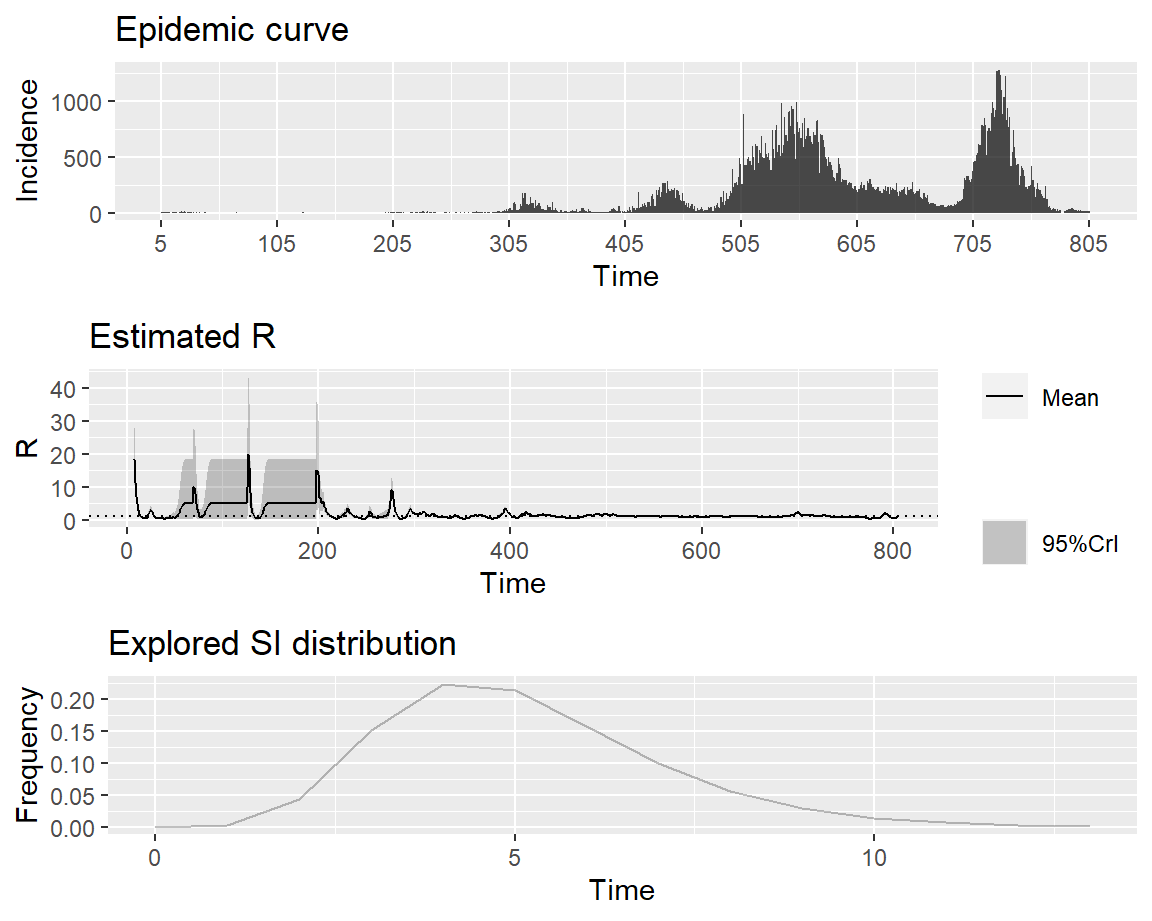 Epidemic curve
Incidence
1000
500
0
5 105 205 305 405 505 605 705 805
Time
Estimated R
R
40
30
20
10
0
0 200 400 600 800
Time
Mean
95%CrI
Explored SI distribution
Frequency
0.20
0.15
0.10
0.05
0.00
0 5 10
Time